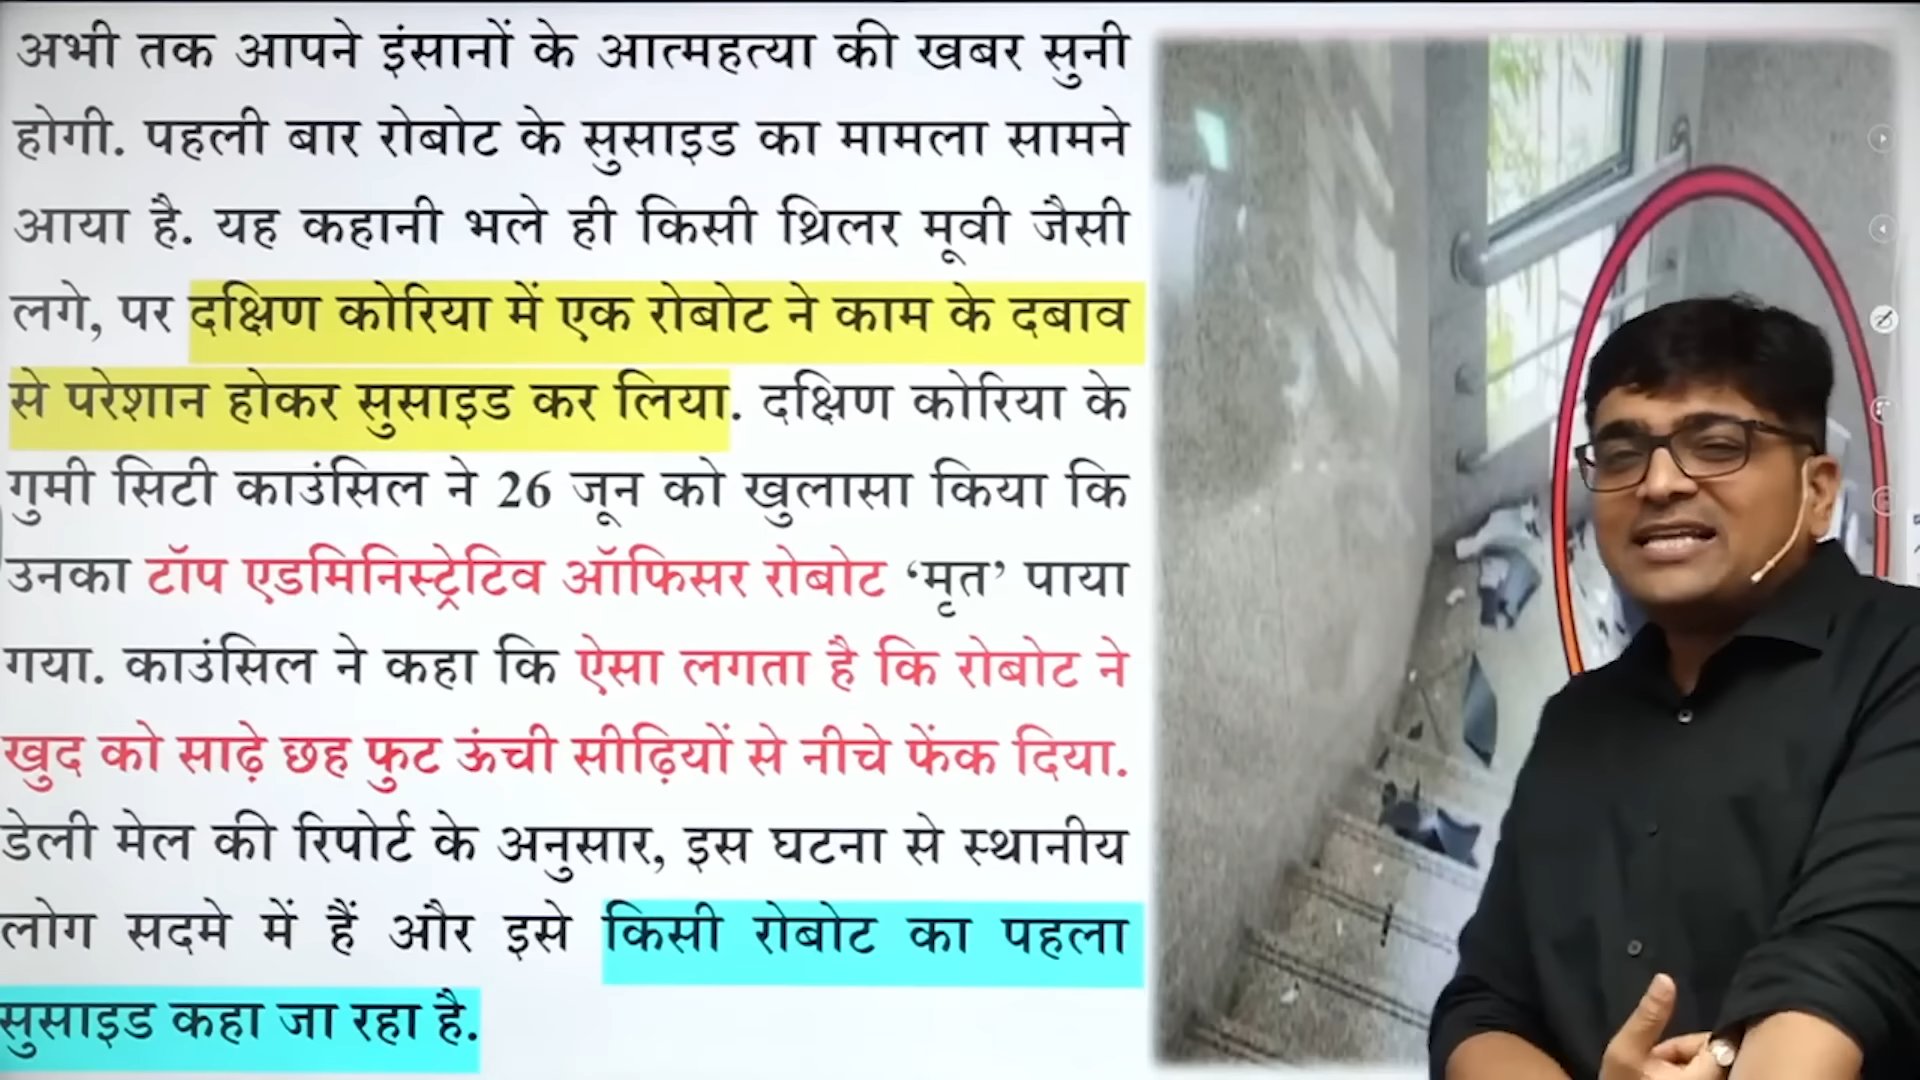 अभी तक आपने इंसानों के आत्महत्या की खबर सुनी
होगी. पहली बार रोबोट के सुसाइड का मामला सामने
आया है. यह कहानी भले ही किसी थ्रिलर मूवी जैसी
लगे, पर दक्षिण कोरिया में एक रोबोट ने काम के दबाव
से परेशान होकर सुसाइड कर लिया. दक्षिण कोरिया के
गुमी सिटी काउंसिल ने 26 जून को खुलासा किया कि
उनका टॉप एडमिनिस्ट्रेटिव ऑफिसर रोबोट ‘मृत’ पाया
गया. काउंसिल ने कहा कि ऐसा लगता है कि रोबोट ने
खुद को साढ़े छह फुट ऊंची सीढ़ियों से नीचे फेंक दिया.
डेली मेल की रिपोर्ट के अनुसार, इस घटना से स्थानीय
लोग सदमे में हैं और इसे किसी रोबोट का पहला
सुसाइड कहा जा रहा है.